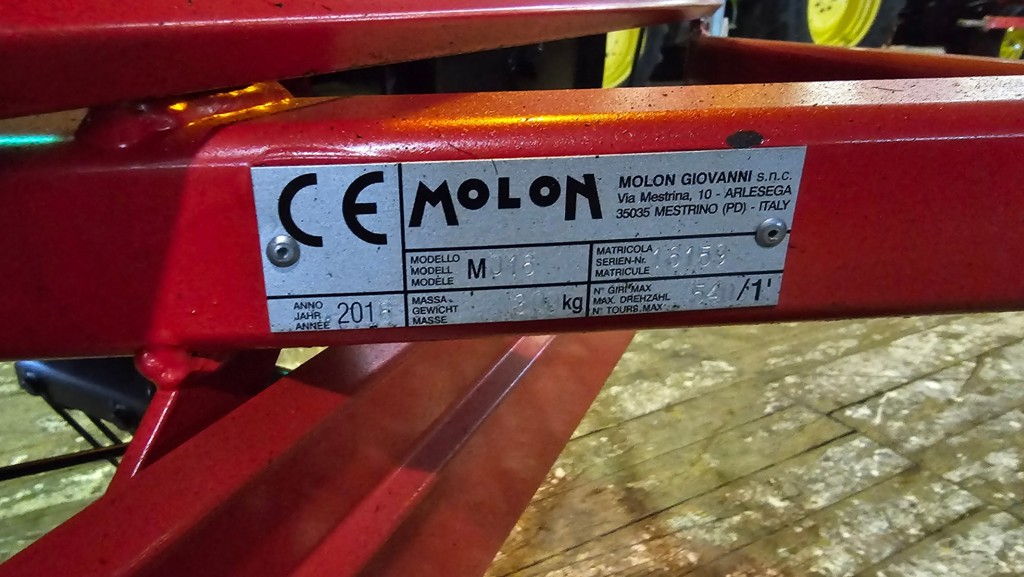 CE
MOLON
MOLON GIOVANNI s.n.c.
Via Mestrina, 10 - ARLESEGA
35035 MESTRINO (PD) - ITALY
MODELLO
MODELL
MODÈLE
MATRICOLA
SERIEN-Nr.
MATRICULE
ANNO
JAHR
ANNÉE
MASSA
GEWICHT
MASSE
kg
N° GIRI MAX
MAX. DREHZAHL
N° TOURS MAX
/1'